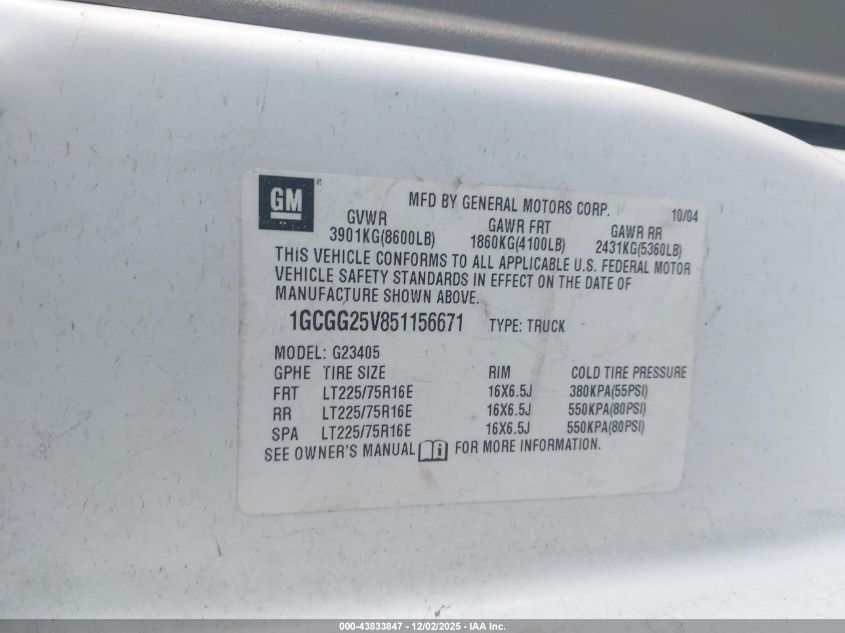 GM MFD BY GENERAL MOTORS CORP. 10/04
GVWR GAWR FRT GAWR RR
3901KG(8600LB) 1860KG(4100LB) 2431KG(5360LB)
THIS VEHICLE CONFORMS TO ALL APPLICABLE U.S. FEDERAL MOTOR
VEHICLE SAFETY STANDARDS IN EFFECT ON THE DATE OF
MANUFACTURE SHOWN ABOVE.
1GCGG25V851156671 TYPE: TRUCK
MODEL: G23405
GPHE TIRE SIZE RIM COLD TIRE PRESSURE
FRT LT225/75R16E 16X6.5J 380KPA(55PSI)
RR LT225/75R16E 16X6.5J 550KPA(80PSI)
SPA LT225/75R16E 16X6.5J 550KPA(80PSI)
SEE OWNER'S MANUAL i FOR MORE INFORMATION.
000-43833847 - 12/02/2025 - IAA Inc.